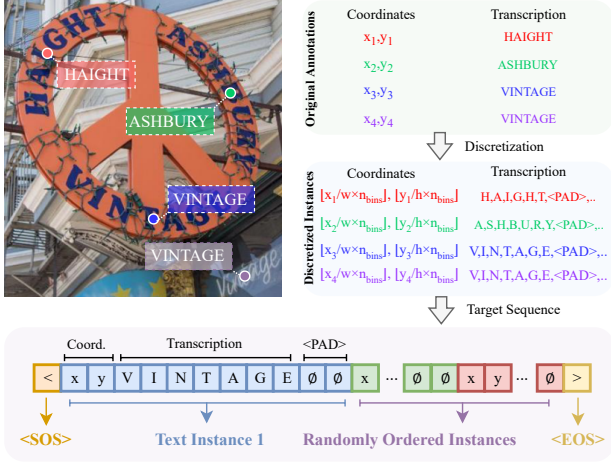 HAIGHT ASHBURY
VINTAGE
HAIGHT
ASHBURY
VINTAGE
VINTAGE
Vintage
Original Annotations
Coordinates Transcription
x1,y1 HAIGHT
x2,y2 ASHBURY
x3,y3 VINTAGE
x4,y4 VINTAGE
Discretization
Discretized Instances
Coordinates Transcription
⌊x1/w×nbins⌋, ⌊y1/h×nbins⌋ H,A,I,G,H,T,<PAD>,..
⌊x2/w×nbins⌋, ⌊y2/h×nbins⌋ A,S,H,B,U,R,Y,<PAD>,..
⌊x3/w×nbins⌋, ⌊y3/h×nbins⌋ V,I,N,T,A,G,E,<PAD>,..
⌊x4/w×nbins⌋, ⌊y4/h×nbins⌋ V,I,N,T,A,G,E,<PAD>,..
Target Sequence
Coord. Transcription <PAD>
< x y V I N T A G E ∅ ∅ x ... ∅ ∅ x y ... ∅ >
<SOS> Text Instance 1 Randomly Ordered Instances <EOS>